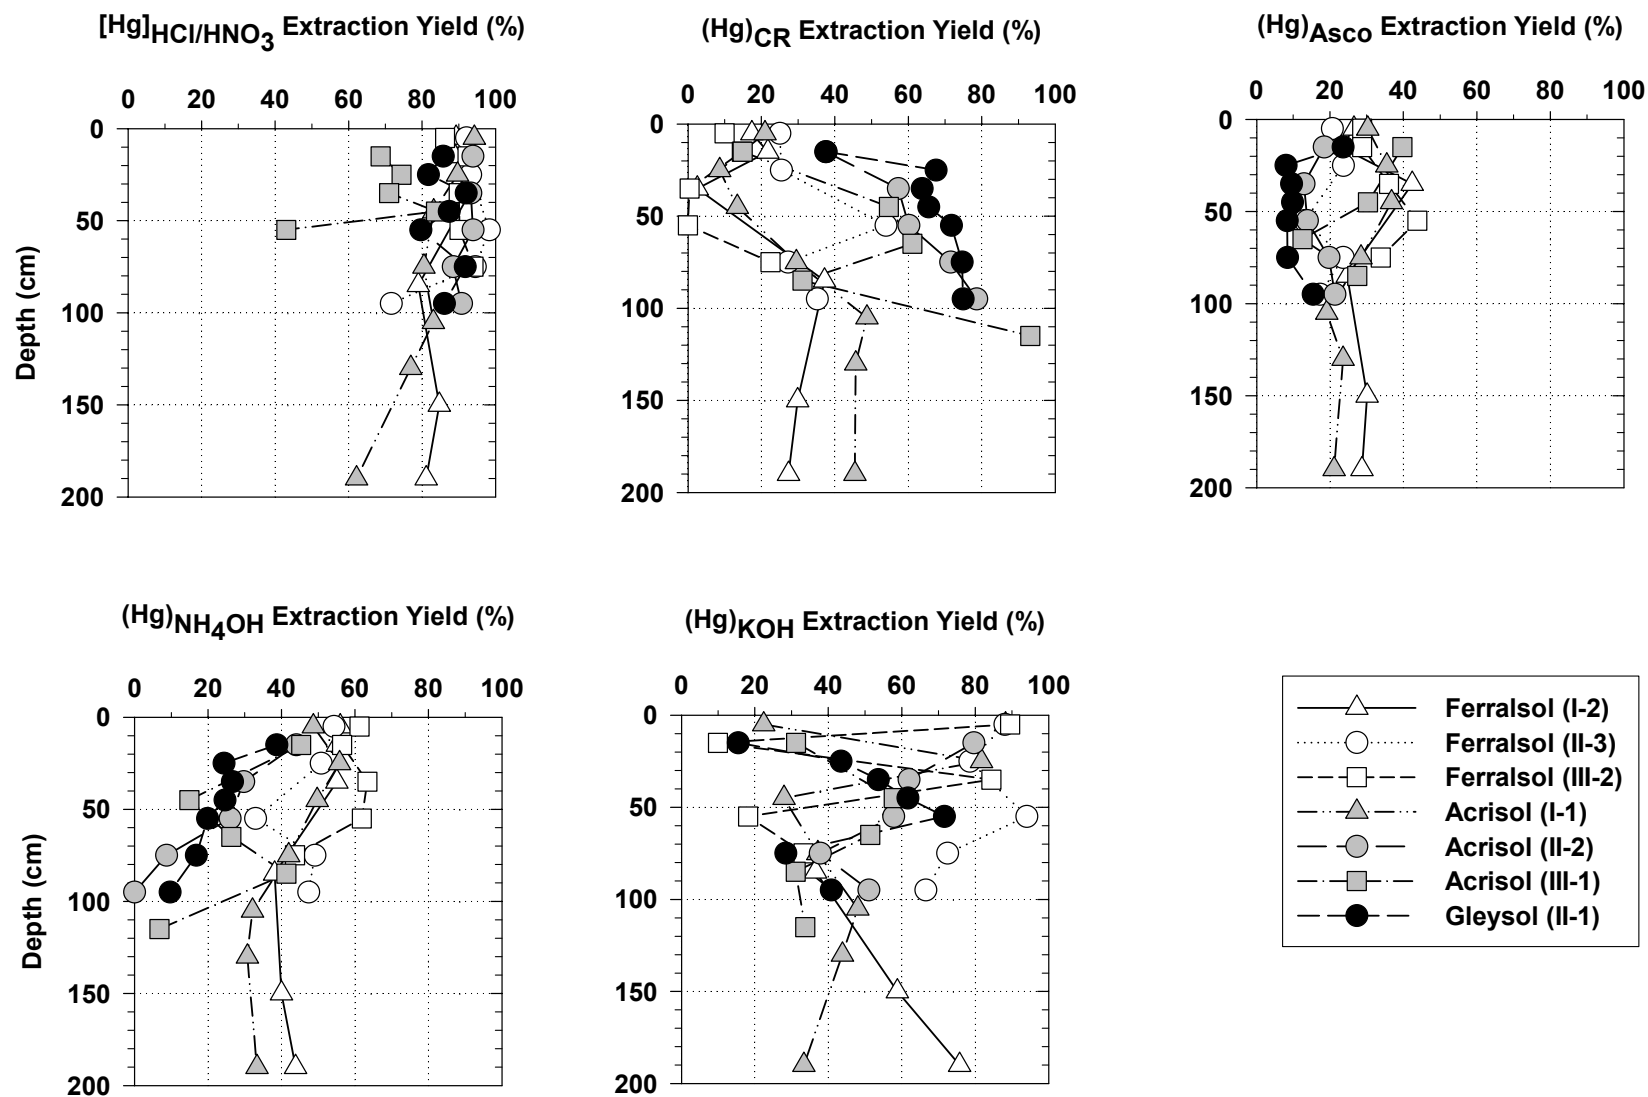 [Hg]HCl/HNO3 Extraction Yield (%)
0 20 40 60 80 100
0
50
100
150
200
Depth (cm)
(Hg)CR Extraction Yield (%)
0 20 40 60 80 100
0
50
100
150
200
(Hg)Asco Extraction Yield (%)
0 20 40 60 80 100
0
50
100
150
200
(Hg)NH4OH Extraction Yield (%)
0 20 40 60 80 100
0
50
100
150
200
Depth (cm)
(Hg)KOH Extraction Yield (%)
0 20 40 60 80 100
0
50
100
150
200
Ferralsol (I-2)
Ferralsol (II-3)
Ferralsol (III-2)
Acrisol (I-1)
Acrisol (II-2)
Acrisol (III-1)
Gleysol (II-1)